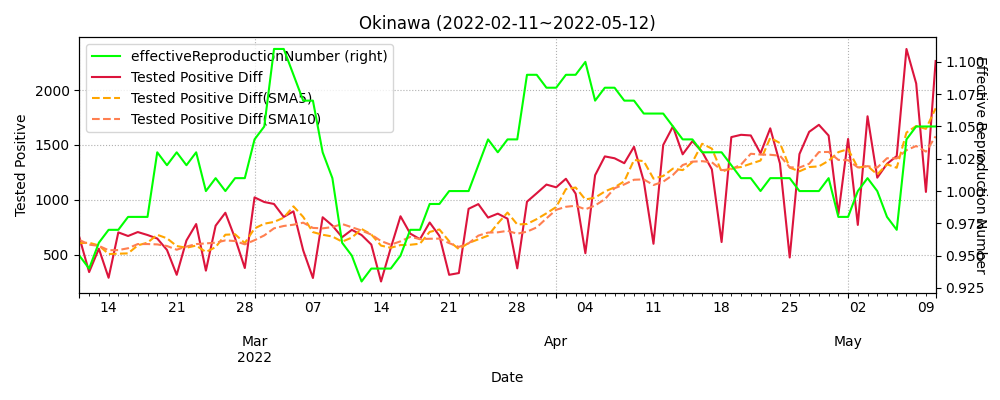 Okinawa (2022-02-11~2022-05-12)
effectiveReproductionNumber (right)
Tested Positive Diff
Tested Positive Diff(SMA5)
Tested Positive Diff(SMA10)
Tested Positive
2000
1500
1000
500
1.100
1.075
1.050
1.025
1.000
0.975
0.950
0.925
Effective Reproduction Number
14 21 28 07 14 21 28 04 11 18 25 02 09
Mar Apr May
2022
Date